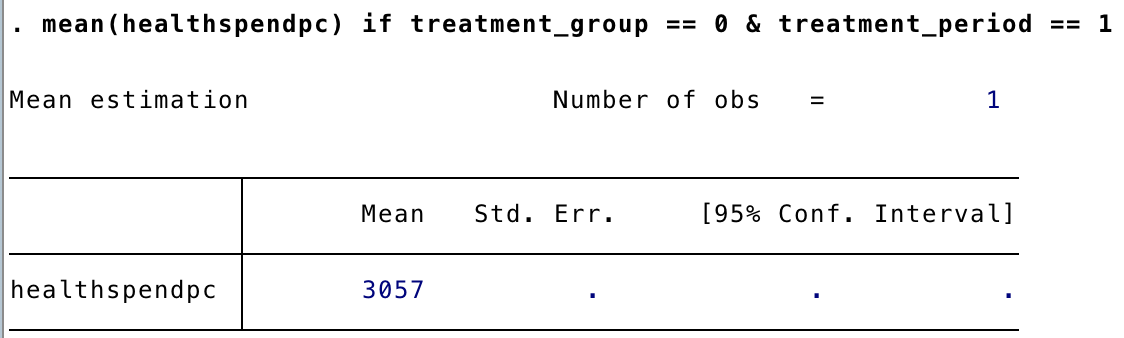 . mean(healthspendpc) if treatment_group == 0 & treatment_period == 1
Mean estimation Number of obs = 1
Mean Std. Err. [95% Conf. Interval]
healthspendpc 3057 . . .